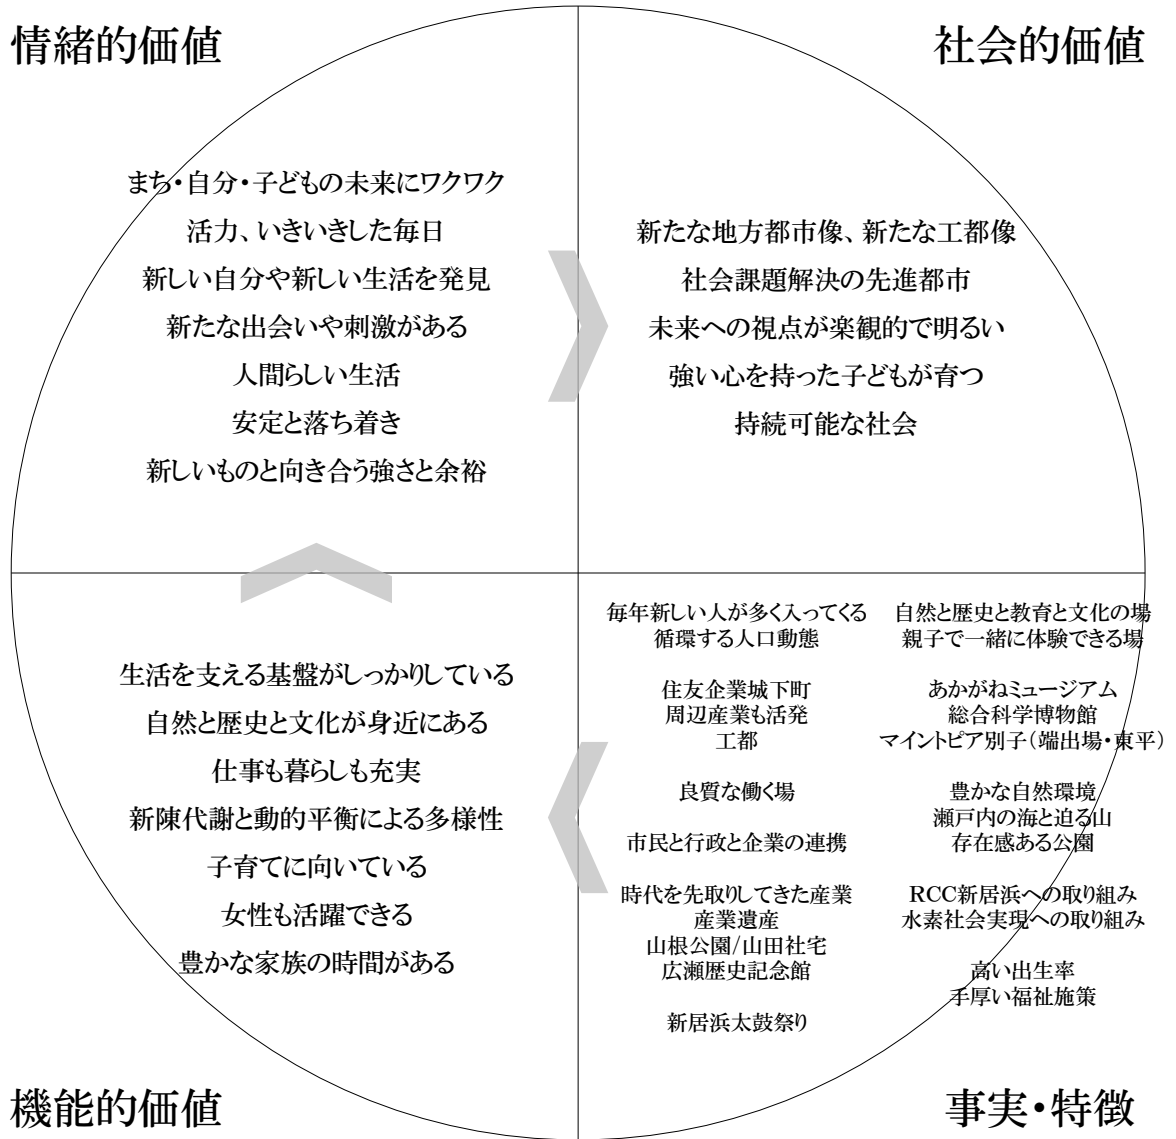 情緒的価値
まち・自分・子どもの未来にワクワク
活力、いきいきした毎日
新しい自分や新しい生活を発見
新たな出会いや刺激がある
人間らしい生活
安定と落ち着き
新しいものと向き合う強さと余裕
社会的価値
新たな地方都市像、新たな工都像
社会課題解決の先進都市
未来への視点が楽観的で明るい
強い心を持った子どもが育つ
持続可能な社会
生活を支える基盤がしっかりしている
自然と歴史と文化が身近にある
仕事も暮らしも充実
新陳代謝と動的平衡による多様性
子育てに向いている
女性も活躍できる
豊かな家族の時間がある
機能的価値
毎年新しい人が多く入ってくる
循環する人口動態
住友企業城下町
周辺産業も活発
工都
良質な働く場
市民と行政と企業の連携
時代を先取りしてきた産業
産業遺産
山根公園/山田社宅
広瀬歴史記念館
新居浜太鼓祭り
自然と歴史と教育と文化の場
親子で一緒に体験できる場
あかがねミュージアム
総合科学博物館
マイントピア別子（端出場・東平）
豊かな自然環境
瀬戸内の海と迫る山
存在感ある公園
RCC新居浜への取り組み
水素社会実現への取り組み
高い出生率
手厚い福祉施策
事実・特徴